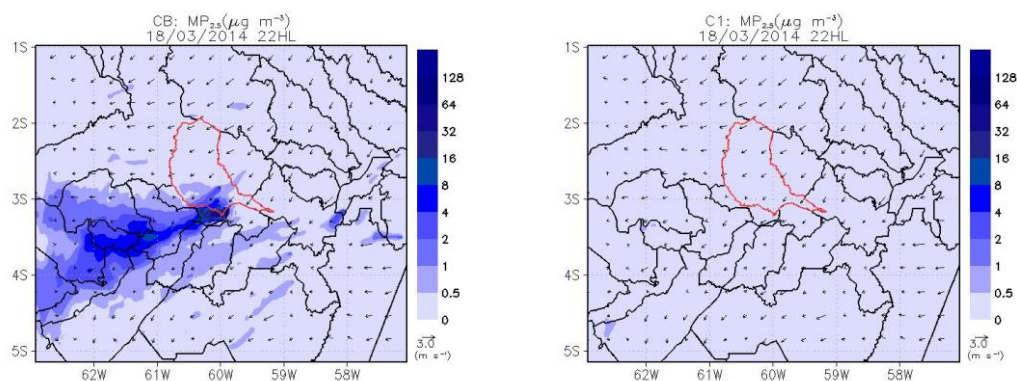 CB: MP2.5(μg m−3)
18/03/2014 22HL
1S
2S
3S
4S
5S
62W 61W 60W 59W 58W
128
64
32
16
8
4
2
1
0.5
0
3.0
(m s−1)
C1: MP2.5(μg m−3)
18/03/2014 22HL
1S
2S
3S
4S
5S
62W 61W 60W 59W 58W
128
64
32
16
8
4
2
1
0.5
0
3.0
(m s−1)